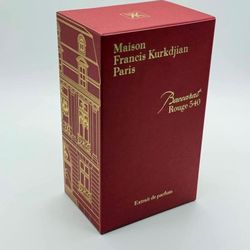 Maison
Francis Kurkdjian
Paris
Baccarat
Rouge 540
Extrait de parfum